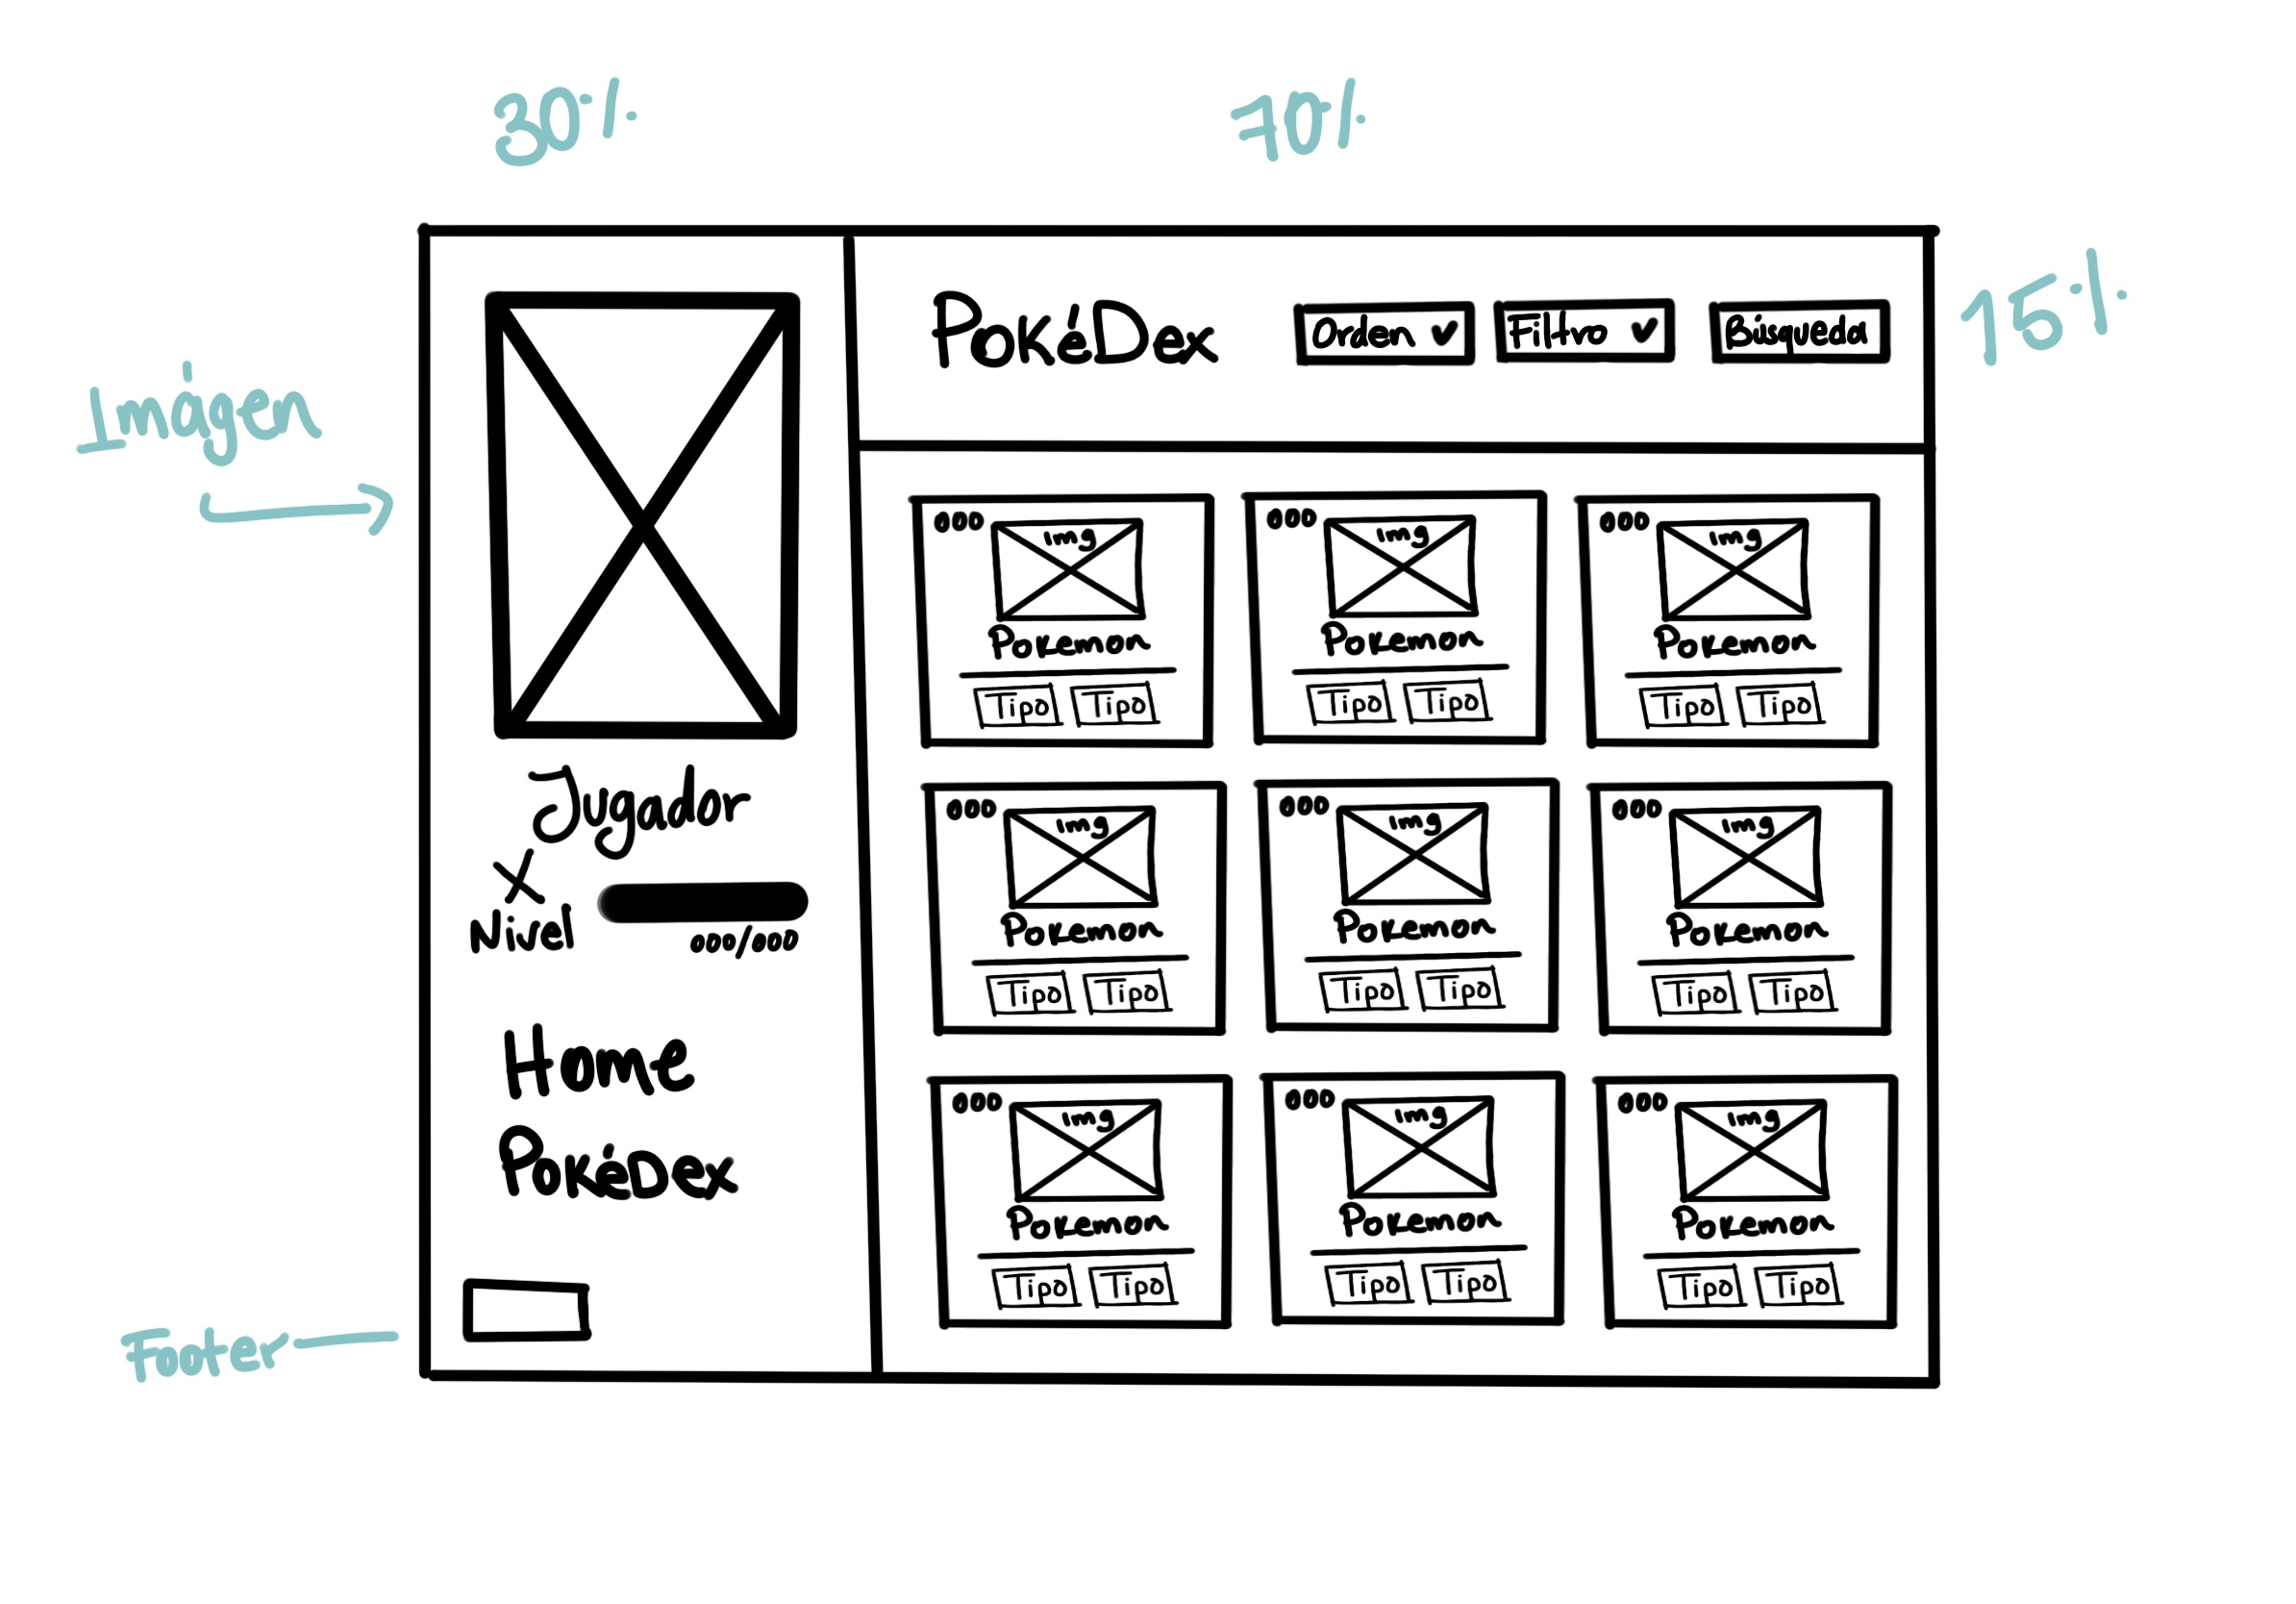 30%
70%
15%
Imágen
Footer
Jugador
X
Nivel
000/000
Home
PokéDex
PokéDex
Orden
Filtro
Búsqueda
000
img
Pokemon
Tipo Tipo
000
img
Pokemon
Tipo Tipo
000
img
Pokemon
Tipo Tipo
000
img
Pokemon
Tipo Tipo
000
img
Pokemon
Tipo Tipo
000
img
Pokemon
Tipo Tipo
000
img
Pokemon
Tipo Tipo
000
img
Pokemon
Tipo Tipo
000
img
Pokemon
Tipo Tipo